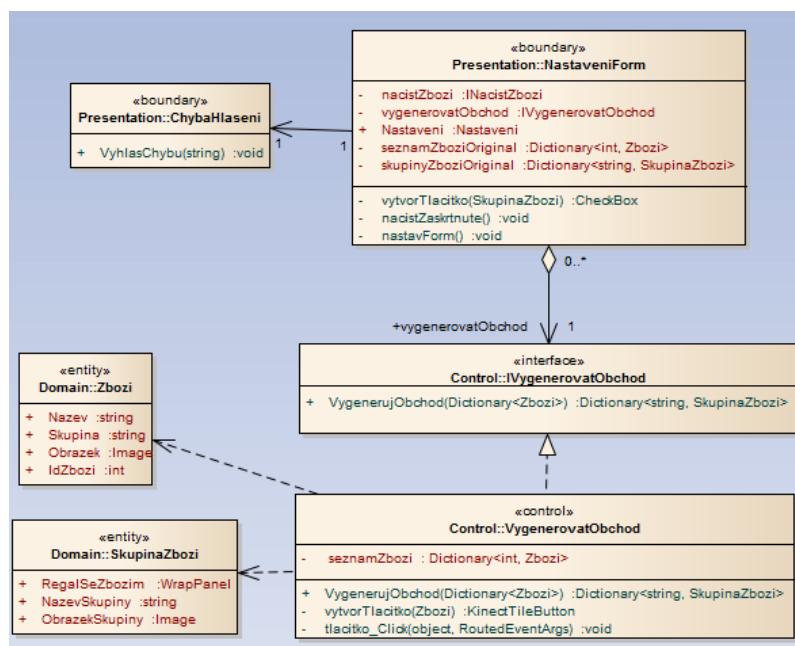 «boundary»
Presentation::NastaveniForm
- nacistZbozi :INacistZbozi
- vygenerovatObchod :IVygenerovatObchod
+ Nastaveni :Nastaveni
- seznamZboziOriginal :Dictionary<int, Zbozi>
- skupinyZboziOriginal :Dictionary<string, SkupinaZbozi>
- vytvorTlacitko(SkupinaZbozi) :CheckBox
- nacistZaskrtnute() :void
- nastavForm() :void
«boundary»
Presentation::ChybaHlaseni
+ VyhlasChybu(string) :void
1
1
0..*
+vygenerovatObchod
1
«interface»
Control::IVygenerovatObchod
+ VygenerujObchod(Dictionary<Zbozi>) :Dictionary<string, SkupinaZbozi>
«entity»
Domain::Zbozi
+ Nazev :string
+ Skupina :string
+ Obrazek :Image
+ IdZbozi :int
«entity»
Domain::SkupinaZbozi
+ RegalSeZbozim :WrapPanel
+ NazevSkupiny :string
+ ObrazekSkupiny :Image
«control»
Control::VygenerovatObchod
- seznamZbozi : Dictionary<int, Zbozi>
+ VygenerujObchod(Dictionary<Zbozi>) :Dictionary<string, SkupinaZbozi>
- vytvorTlacitko(Zbozi) :KinectTileButton
- tlacitko_Click(object, RoutedEventArgs) :void